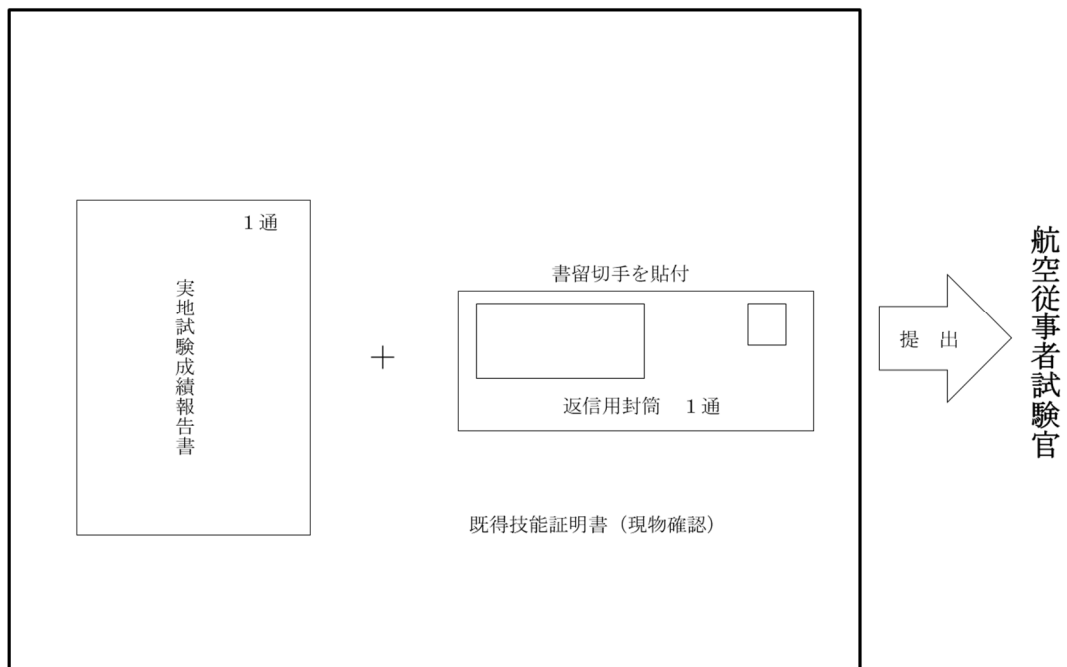 １通
実地試験成績報告書
＋
書留切手を貼付
返信用封筒　１通
既得技能証明書（現物確認）
提　出
航空従事者試験官